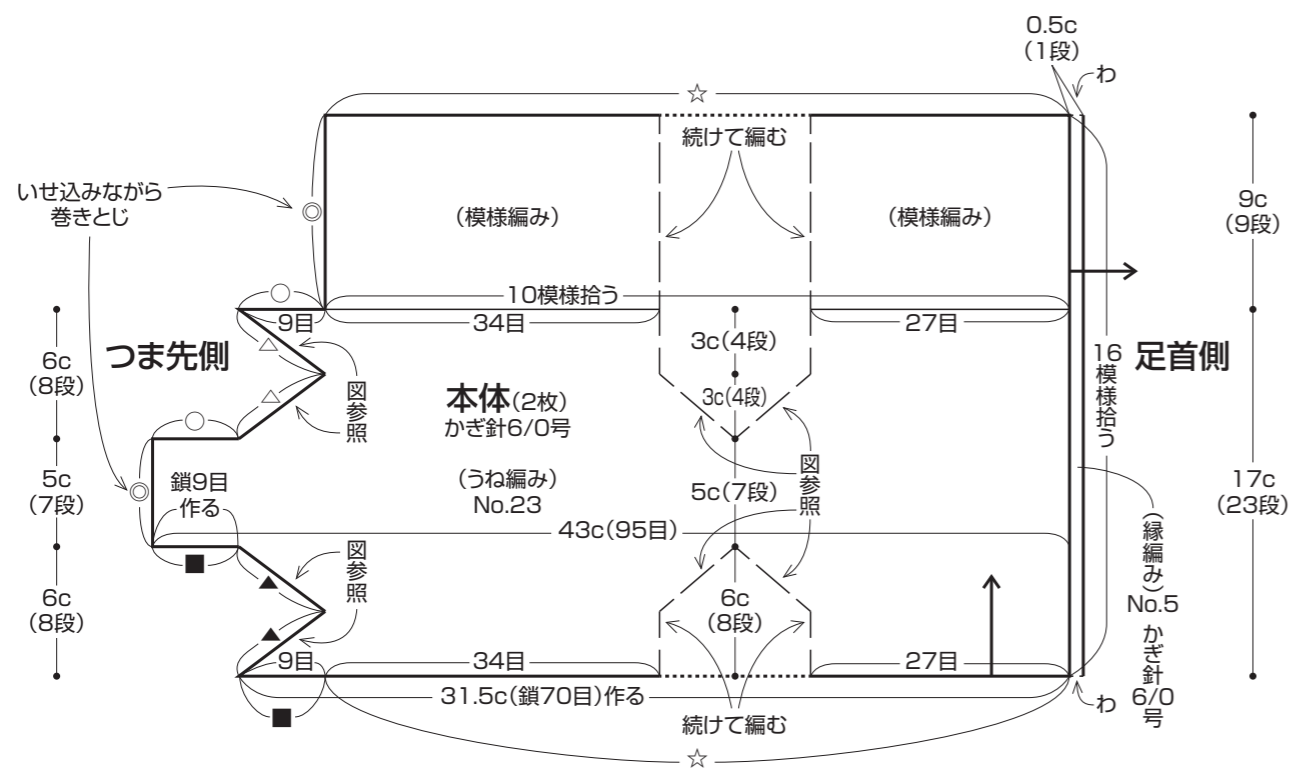 0.5c
(1段)
わ
☆
続けて編む
いせ込みながら
巻きとじ
◎
(模様編み)
(模様編み)
9c
(9段)
○
10模様拾う
9目
34目
27目
3c(4段)
6c
(8段)
つま先側
△
図参照
△
本体(2枚)
かぎ針6/0号
3c(4段)
16模様拾う
足首側
○
5c
(7段)
◎
鎖9目
作る
(うね編み)
No.23
5c(7段)
図参照
17c
(23段)
43c(95目)
■
▲
図参照
6c
(8段)
▲
6c
(8段)
(縁編み)
No.5
かぎ針
6/0
号
9目
34目
27目
31.5c(鎖70目)作る
■
続けて編む
わ
☆